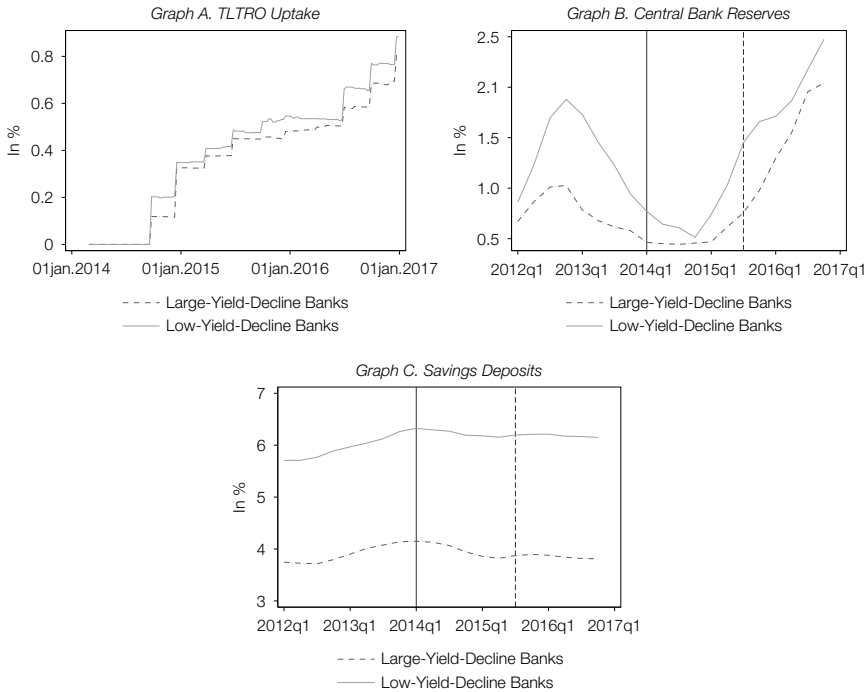 Graph A. TLTRO Uptake
In %
0.8
0.6
0.4
0.2
0
01jan.2014 01jan.2015 01jan.2016 01jan.2017
Large-Yield-Decline Banks
Low-Yield-Decline Banks
Graph B. Central Bank Reserves
In %
2.5
2.1
1.5
1.0
0.5
2012q1 2013q1 2014q1 2015q1 2016q1 2017q1
Large-Yield-Decline Banks
Low-Yield-Decline Banks
Graph C. Savings Deposits
In %
7
6
5
4
3
2012q1 2013q1 2014q1 2015q1 2016q1 2017q1
Large-Yield-Decline Banks
Low-Yield-Decline Banks